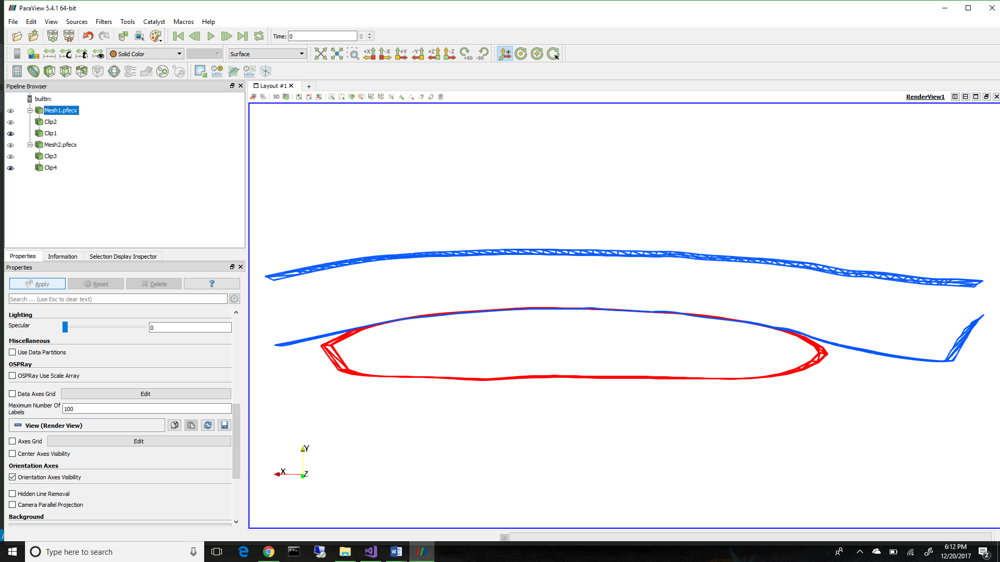 ParaView 5.4.1 64-bit
File Edit View Sources Filters Tools Catalyst Macros Help
Time: 0 0
Solid Color Surface +X -X +Y -Y +Z -Z +90 -90
Pipeline Browser
Layout #1 +
builtin:
3D
RenderView1
Mesh1.pfecx
Clip2
Clip1
Mesh2.pfecx
Clip3
Clip4
Properties Information Selection Display Inspector
Properties
Apply Reset Delete ?
Search ... (use Esc to clear text)
Lighting
Specular 0
Miscellaneous
Use Data Partitions
OSPRay
OSPRay Use Scale Array
Data Axes Grid Edit
Maximum Number Of
Labels 100
View (Render View)
Axes Grid Edit
Center Axes Visibility
Orientation Axes
Orientation Axes Visibility
Hidden Line Removal
Camera Parallel Projection
Background
Y
X
Z
Type here to search
6:12 PM
12/20/2017
2